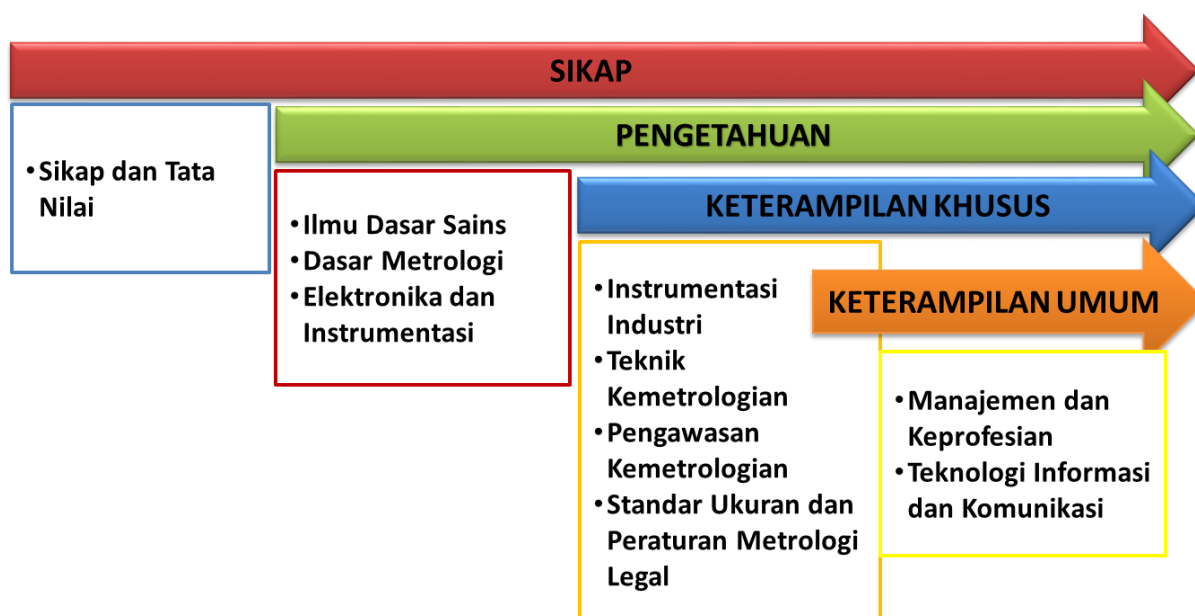 SIKAP
• Sikap dan Tata
Nilai
PENGETAHUAN
• Ilmu Dasar Sains
• Dasar Metrologi
• Elektronika dan
Instrumentasi
KETERAMPILAN KHUSUS
• Instrumentasi
Industri
• Teknik
Kemetrologian
• Pengawasan
Kemetrologian
• Standar Ukuran dan
Peraturan Metrologi
Legal
KETERAMPILAN UMUM
• Manajemen dan
Keprofesian
• Teknologi Informasi
dan Komunikasi